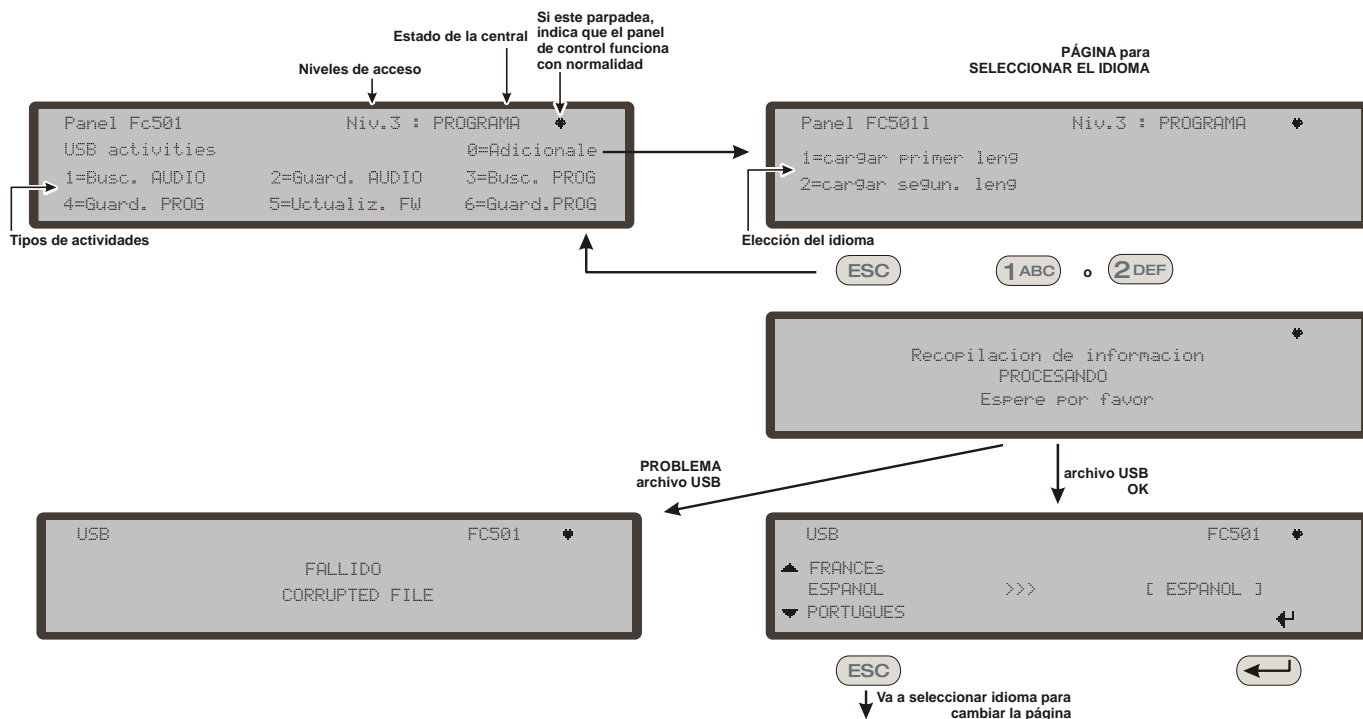 Si este parpadea,
indica que el panel
de control funciona
con normalidad
Estado de la central
Niveles de acceso
Panel Fc501 Niv.3 : PROGRAMA
USB activities 0=Adicionale
1=Busc. AUDIO 2=Guard. AUDIO 3=Busc. PROG
4=Guard. PROG 5=Uctualiz. FW 6=Guard.PROG
Tipos de actividades
PÁGINA para
SELECCIONAR EL IDIOMA
Panel FC501l Niv.3 : PROGRAMA
1=cargar primer leng
2=cargar segun. leng
Elección del idioma
ESC 1 ABC o 2 DEF
Recopilacion de informacion
PROCESANDO
Espere por favor
PROBLEMA
archivo USB
archivo USB
OK
USB FC501
FALLIDO
CORRUPTED FILE
USB FC501
FRANCEs
ESPANOL >>> [ ESPANOL ]
PORTUGUES
ESC
Va a seleccionar idioma para
cambiar la página